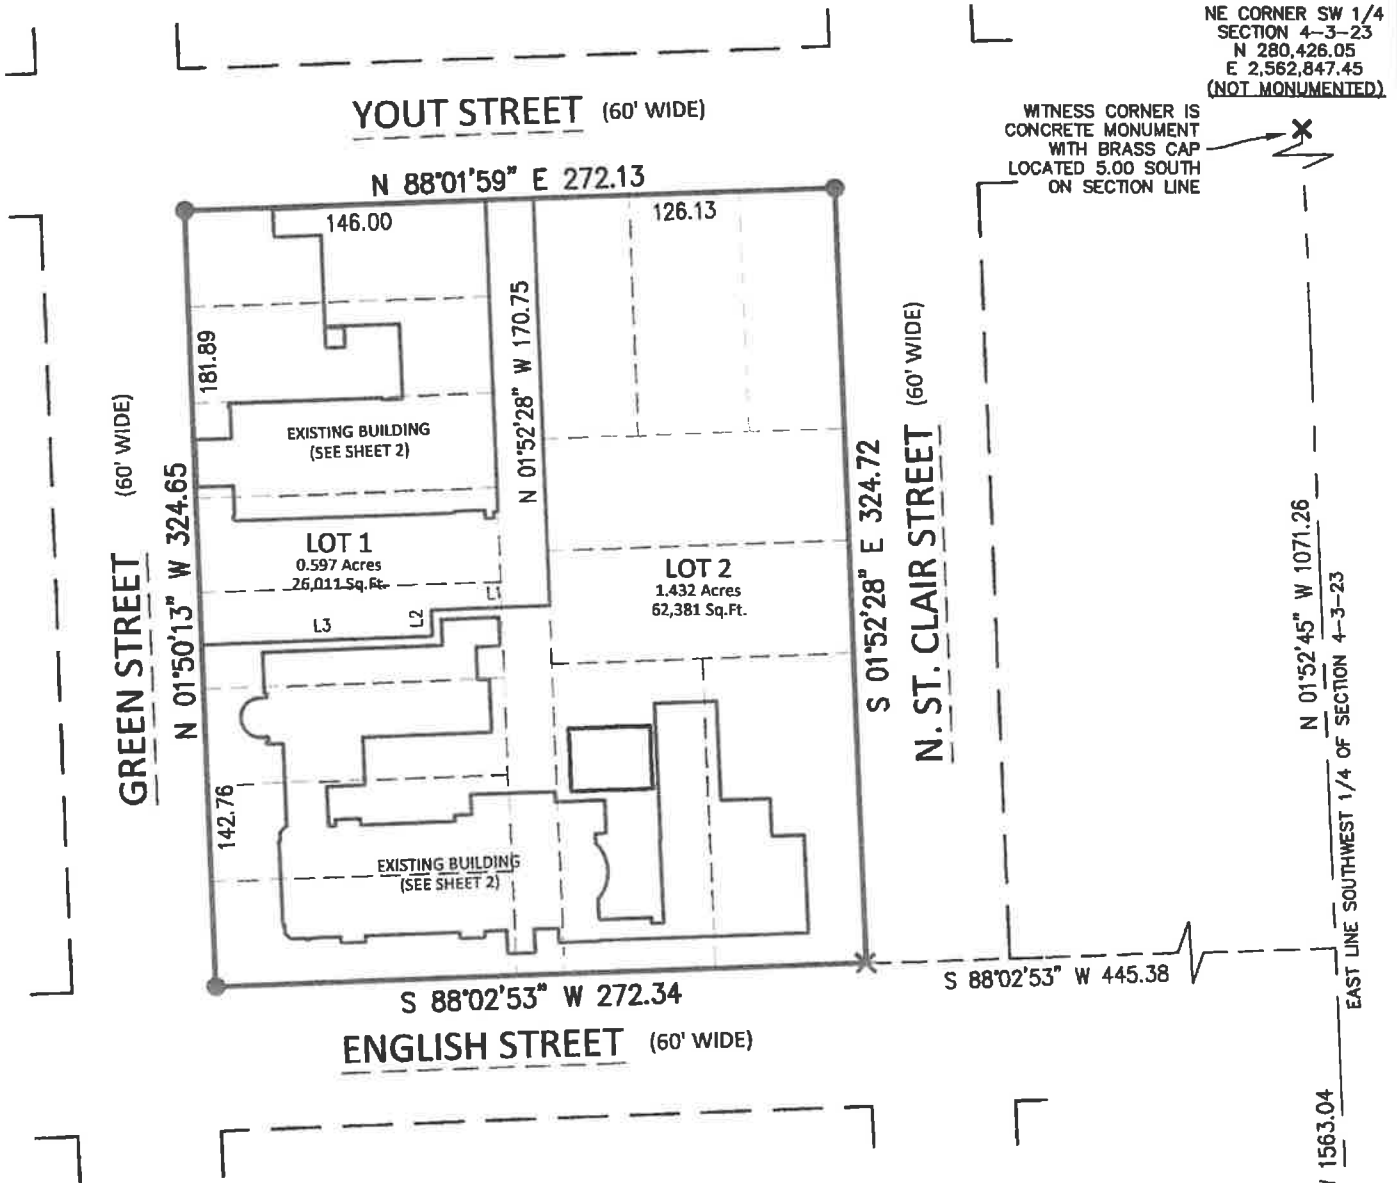 NE CORNER SW 1/4
SECTION 4-3-23
N 280,426.05
E 2,562,847.45
(NOT MONUMENTED)
WITNESS CORNER IS
CONCRETE MONUMENT
WITH BRASS CAP
LOCATED 5.00 SOUTH
ON SECTION LINE
YOUT STREET (60' WIDE)
N 88°01'59" E 272.13
146.00
126.13
181.89
N 01°52'28" W 170.75
EXISTING BUILDING
(SEE SHEET 2)
GREEN STREET (60' WIDE)
N 01°50'13" W 324.65
LOT 1
0.597 Acres
26,011 Sq.Ft.
L1
L2
L3
LOT 2
1.432 Acres
62,381 Sq.Ft.
S 01°52'28" E 324.72
N. ST. CLAIR STREET (60' WIDE)
N 01°52'45" W 1071.26
EAST LINE SOUTHWEST 1/4 OF SECTION 4-3-23
142.76
EXISTING BUILDING
(SEE SHEET 2)
S 88°02'53" W 272.34
S 88°02'53" W 445.38
ENGLISH STREET (60' WIDE)
1563.04